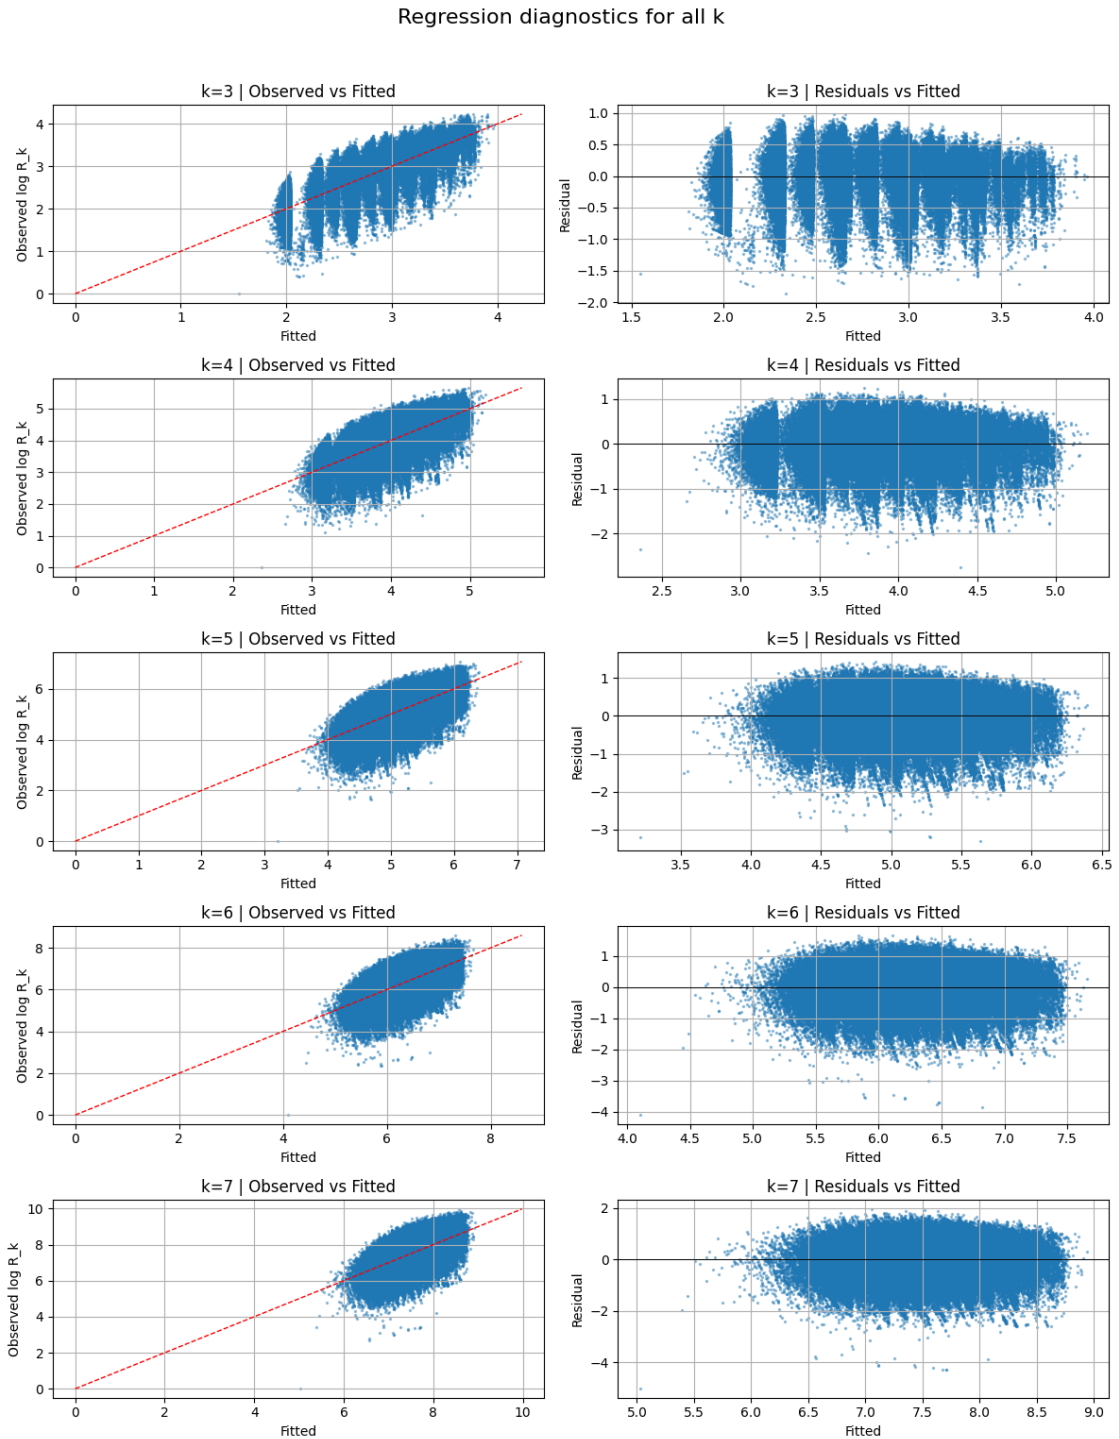 Regression diagnostics for all k
k=3 | Observed vs Fitted
Observed log R_k
4
3
2
1
0
0 1 2 3 4
Fitted
k=3 | Residuals vs Fitted
Residual
1.0
0.5
0.0
−0.5
−1.0
−1.5
−2.0
1.5 2.0 2.5 3.0 3.5 4.0
Fitted
k=4 | Observed vs Fitted
Observed log R_k
5
4
3
2
1
0
0 1 2 3 4 5
Fitted
k=4 | Residuals vs Fitted
Residual
1
0
−1
−2
2.5 3.0 3.5 4.0 4.5 5.0
Fitted
k=5 | Observed vs Fitted
Observed log R_k
6
4
2
0
0 1 2 3 4 5 6 7
Fitted
k=5 | Residuals vs Fitted
Residual
1
0
−1
−2
−3
3.5 4.0 4.5 5.0 5.5 6.0 6.5
Fitted
k=6 | Observed vs Fitted
Observed log R_k
8
6
4
2
0
0 2 4 6 8
Fitted
k=6 | Residuals vs Fitted
Residual
1
0
−1
−2
−3
−4
4.0 4.5 5.0 5.5 6.0 6.5 7.0 7.5
Fitted
k=7 | Observed vs Fitted
Observed log R_k
10
8
6
4
2
0
0 2 4 6 8 10
Fitted
k=7 | Residuals vs Fitted
Residual
2
0
−2
−4
5.0 5.5 6.0 6.5 7.0 7.5 8.0 8.5 9.0
Fitted